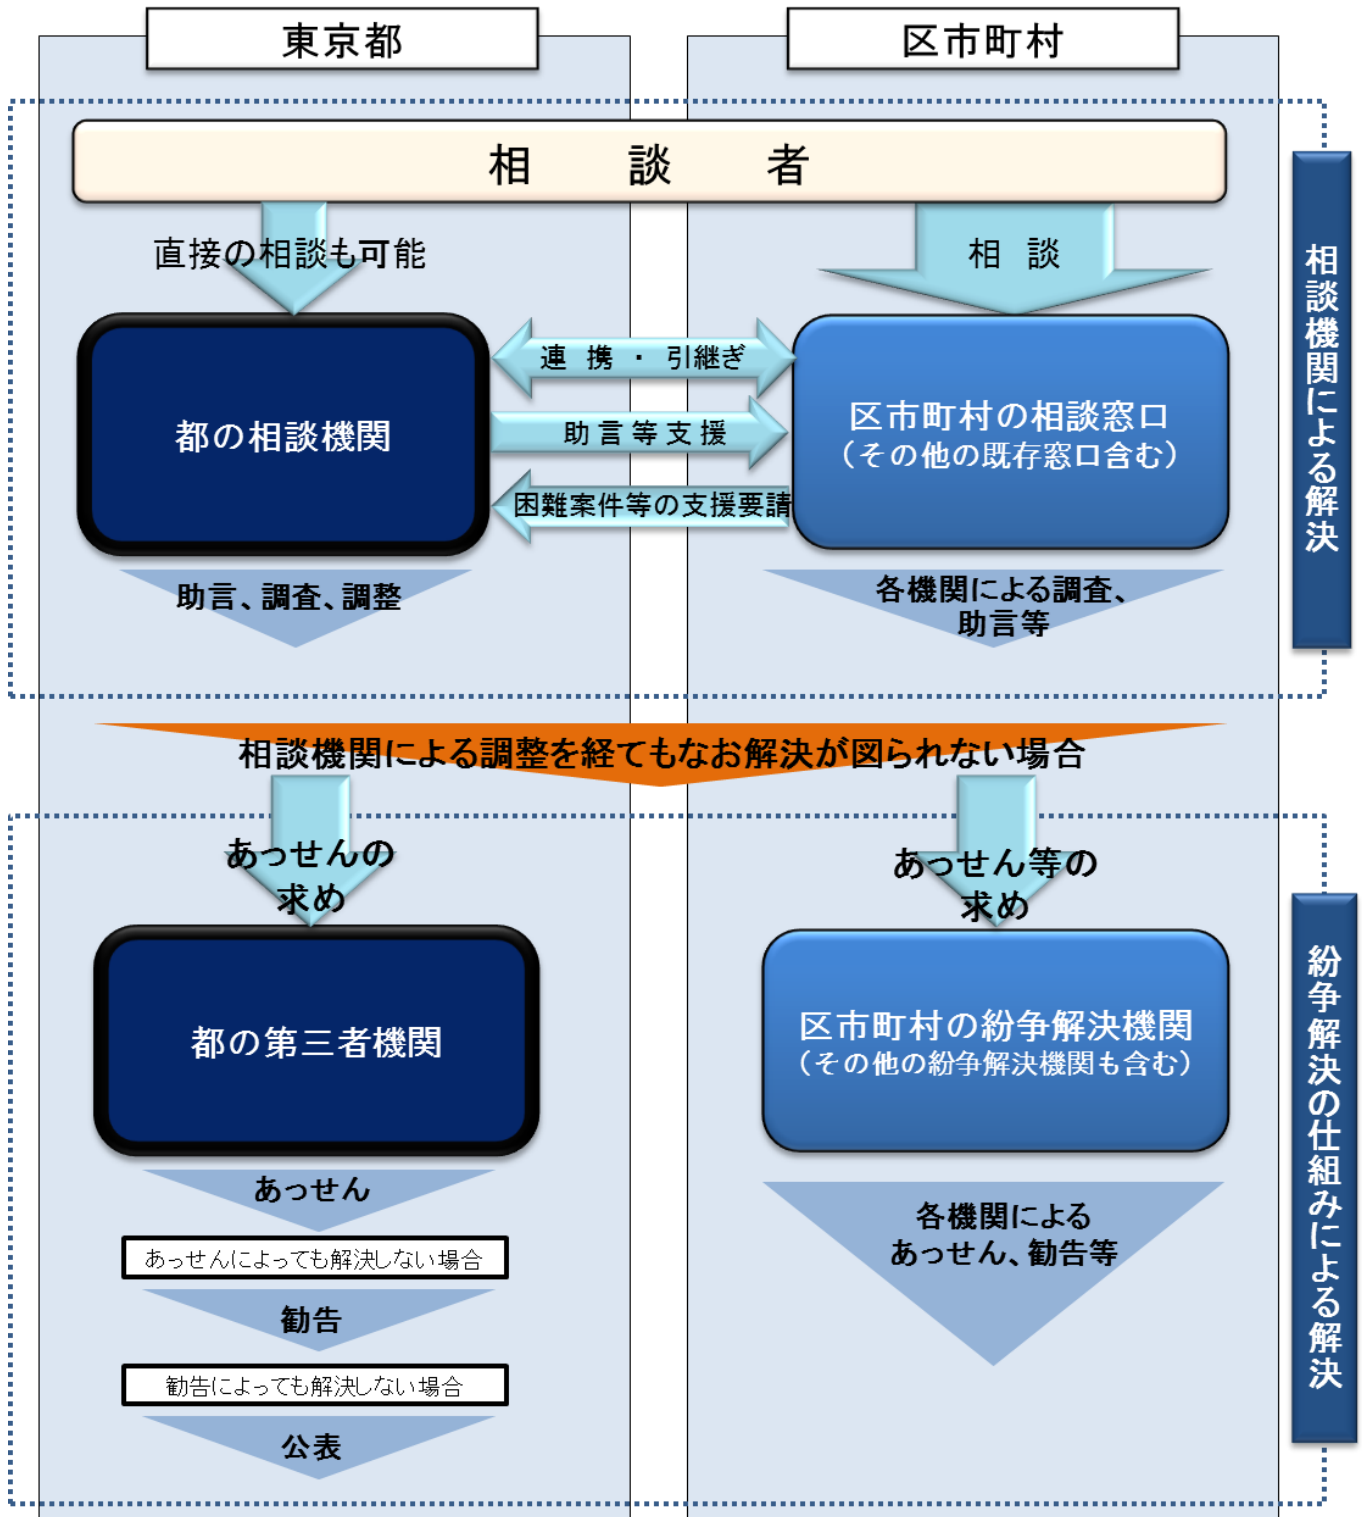 東京都
区市町村
相談者
直接の相談も可能
相談
連携・引継ぎ
都の相談機関
助言等支援
区市町村の相談窓口
（その他の既存窓口含む）
困難案件等の支援要請
助言、調査、調整
各機関による調査、
助言等
相談機関による解決
相談機関による調整を経てもなお解決が図られない場合
あっせんの
求め
あっせん等の
求め
都の第三者機関
区市町村の紛争解決機関
（その他の紛争解決機関も含む）
あっせん
あっせんによっても解決しない場合
勧告
勧告によっても解決しない場合
公表
各機関による
あっせん、勧告等
紛争解決の仕組みによる解決